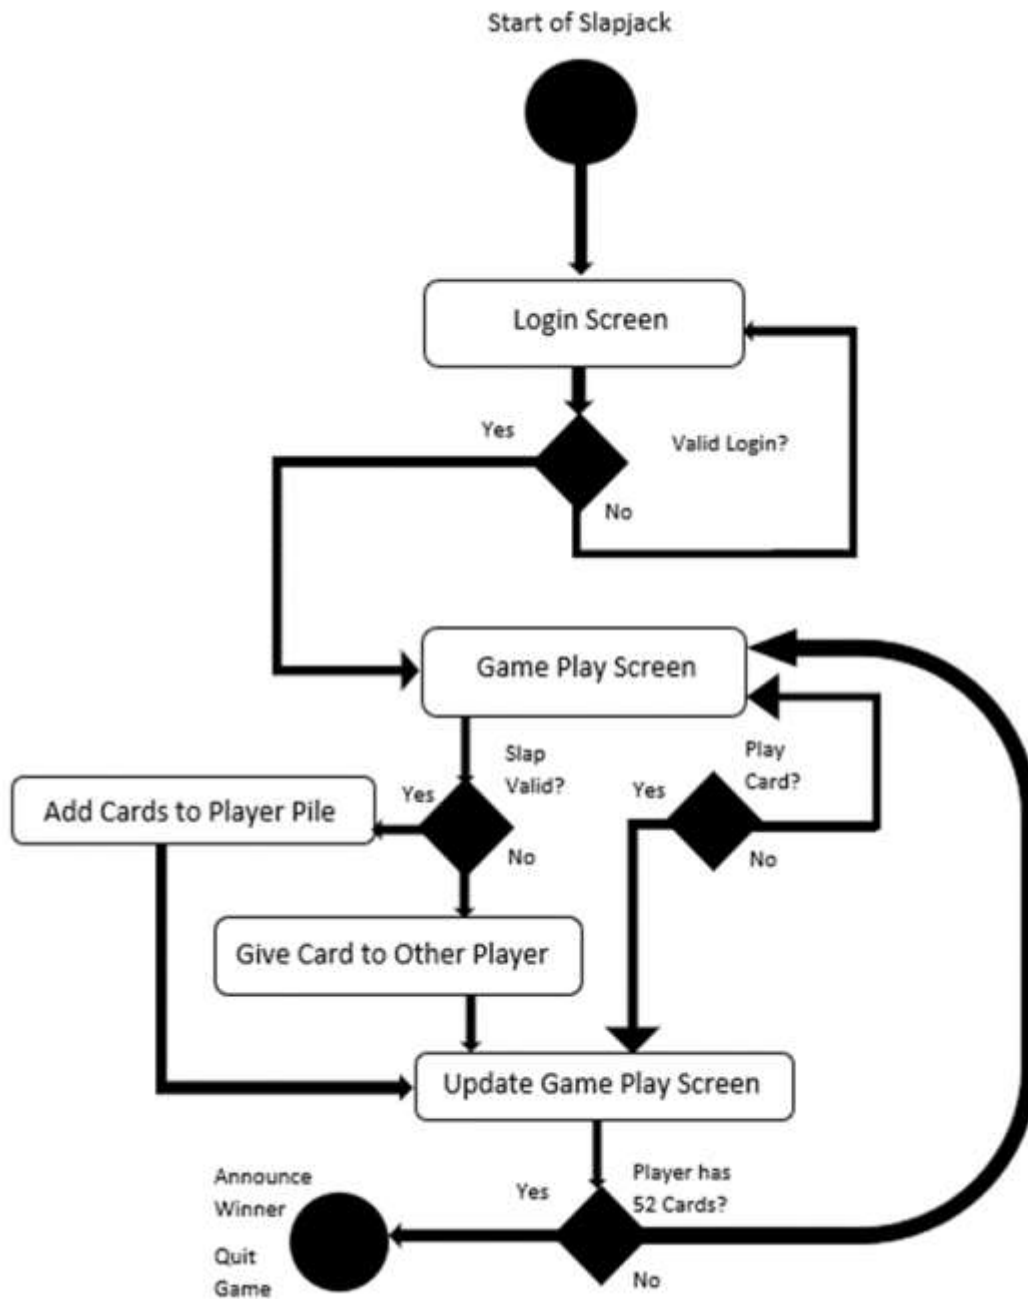 Start of Slapjack
Login Screen
Yes
Valid Login?
No
Game Play Screen
Slap
Valid?
Play
Card?
Yes
Yes
Add Cards to Player Pile
No
No
Give Card to Other Player
Update Game Play Screen
Announce
Winner
Quit
Game
Yes
Player has
52 Cards?
No